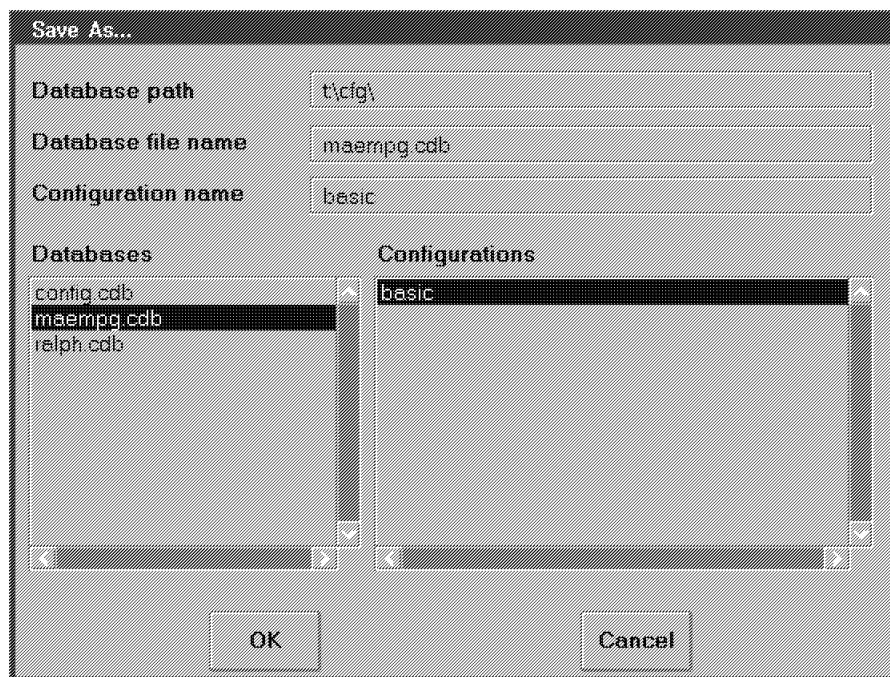 Save As...
Database path
t:\cfg\
Database file name
maempg.cdb
Configuration name
basic
Databases
config.cdb
maempg.cdb
ralph.cdb
Configurations
basic
OK
Cancel